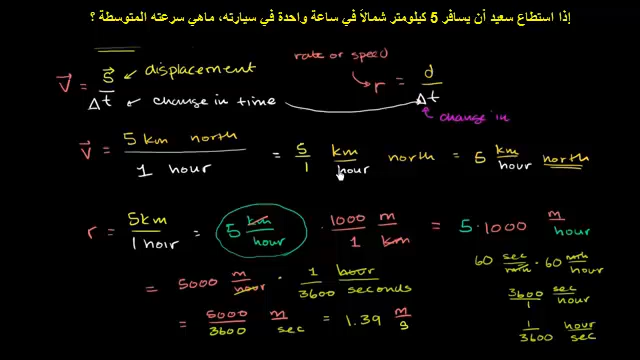 إذا استطاع سعيد أن يسافر 5 كيلومتر شمالاً في ساعة واحدة في سيارته، ماهي سرعته المتوسطة ؟
rate or speed
v⃗ = s⃗ / Δt
displacement
change in time
r = d / Δt
change in
v⃗ = 5 km north / 1 hour = 5/1 km/hour north = 5 km/hour north
r = 5km / 1 hoir = 5 km/hour · 1000 m / 1 km = 5·1000 m/hour
= 5000 m/hour · 1 hour / 3600 seconds
= 5000/3600 m/sec = 1.39 m/s
60 sec/min · 60 min/hour
3600/1 sec/hour
1/3600 hour/sec